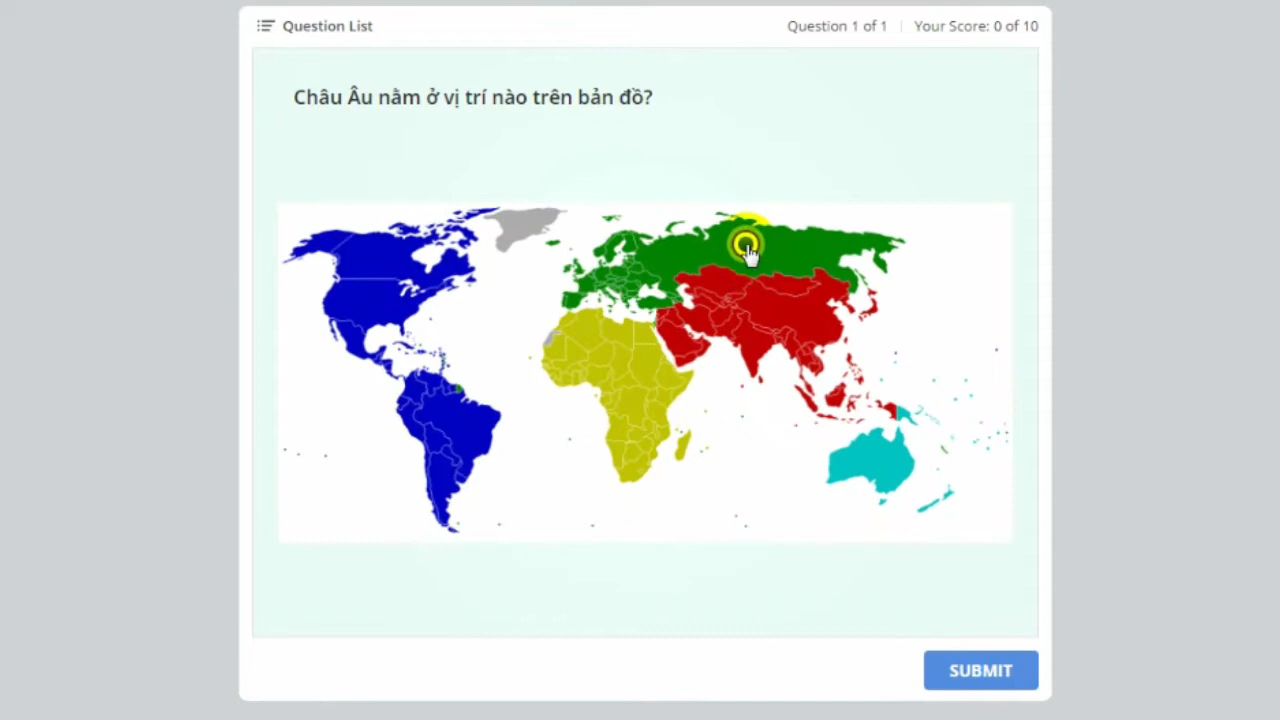 Question List
Question 1 of 1 | Your Score: 0 of 10
Châu Âu nằm ở vị trí nào trên bản đồ?
SUBMIT